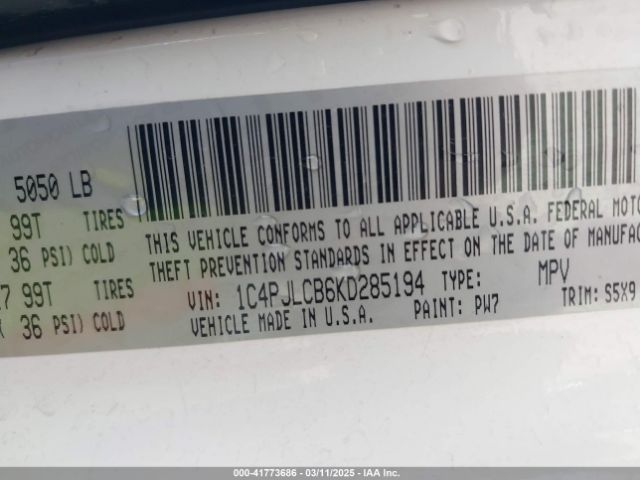 5050 LB
99T TIRES
36 PSI) COLD
7 99T TIRES
36 PSI) COLD
THIS VEHICLE CONFORMS TO ALL APPLICABLE U.S.A. FEDERAL MOTO
THEFT PREVENTION STANDARDS IN EFFECT ON THE DATE OF MANUFAC
VIN: 1C4PJLCB6KD285194 TYPE: MPV
VEHICLE MADE IN U.S.A. PAINT: PW7 TRIM: S5X9
000-41773686 - 03/11/2025 - IAA Inc.